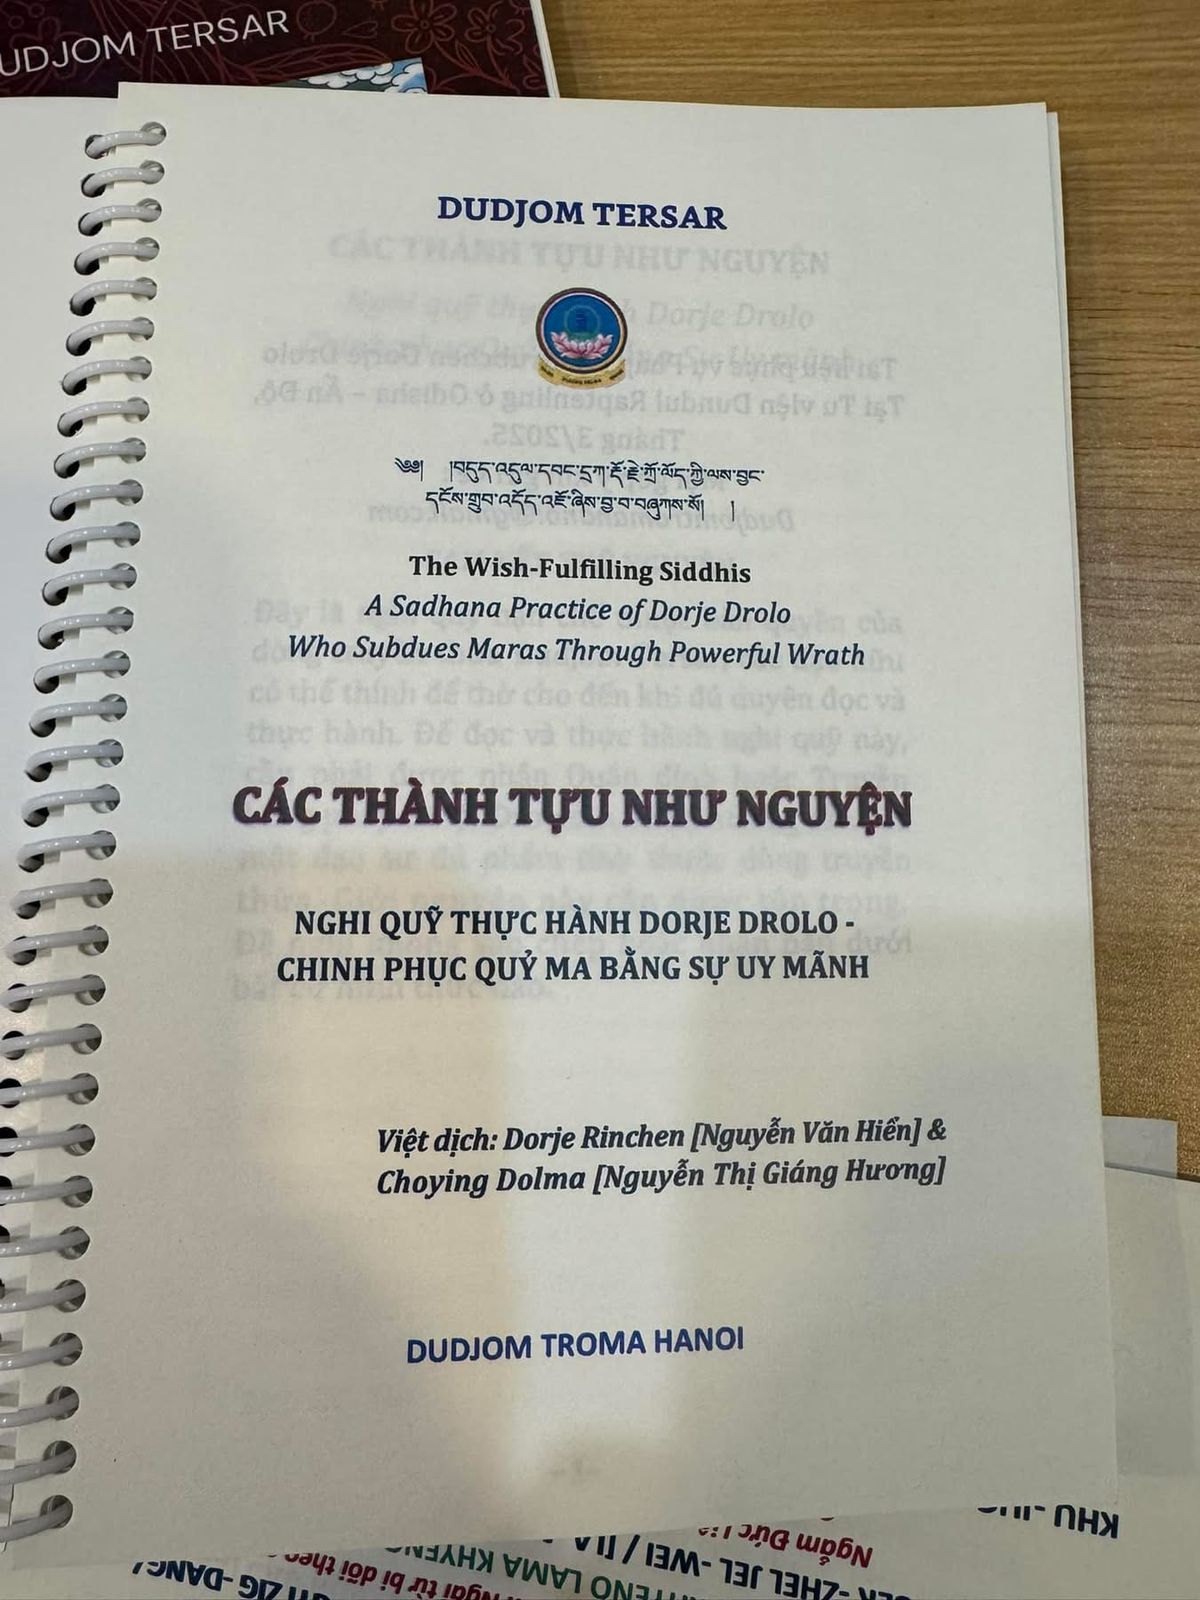 UDJOM TERSAR
DUDJOM TERSAR
༄༅། །བདུད་འདུལ་དབང་དྲག་རྡོ་རྗེ་གྲོ་ལོད་ཀྱི་ལས་བྱང་
དངོས་གྲུབ་འདོད་འཇོ་ཞེས་བྱ་བ་བཞུགས་སོ། །
The Wish-Fulfilling Siddhis
A Sadhana Practice of Dorje Drolo
Who Subdues Maras Through Powerful Wrath
CÁC THÀNH TỰU NHƯ NGUYỆN
NGHI QUỸ THỰC HÀNH DORJE DROLO -
CHINH PHỤC QUỶ MA BẰNG SỰ UY MÃNH
Việt dịch: Dorje Rinchen [Nguyễn Văn Hiển] &
Choying Dolma [Nguyễn Thị Giáng Hương]
DUDJOM TROMA HANOI